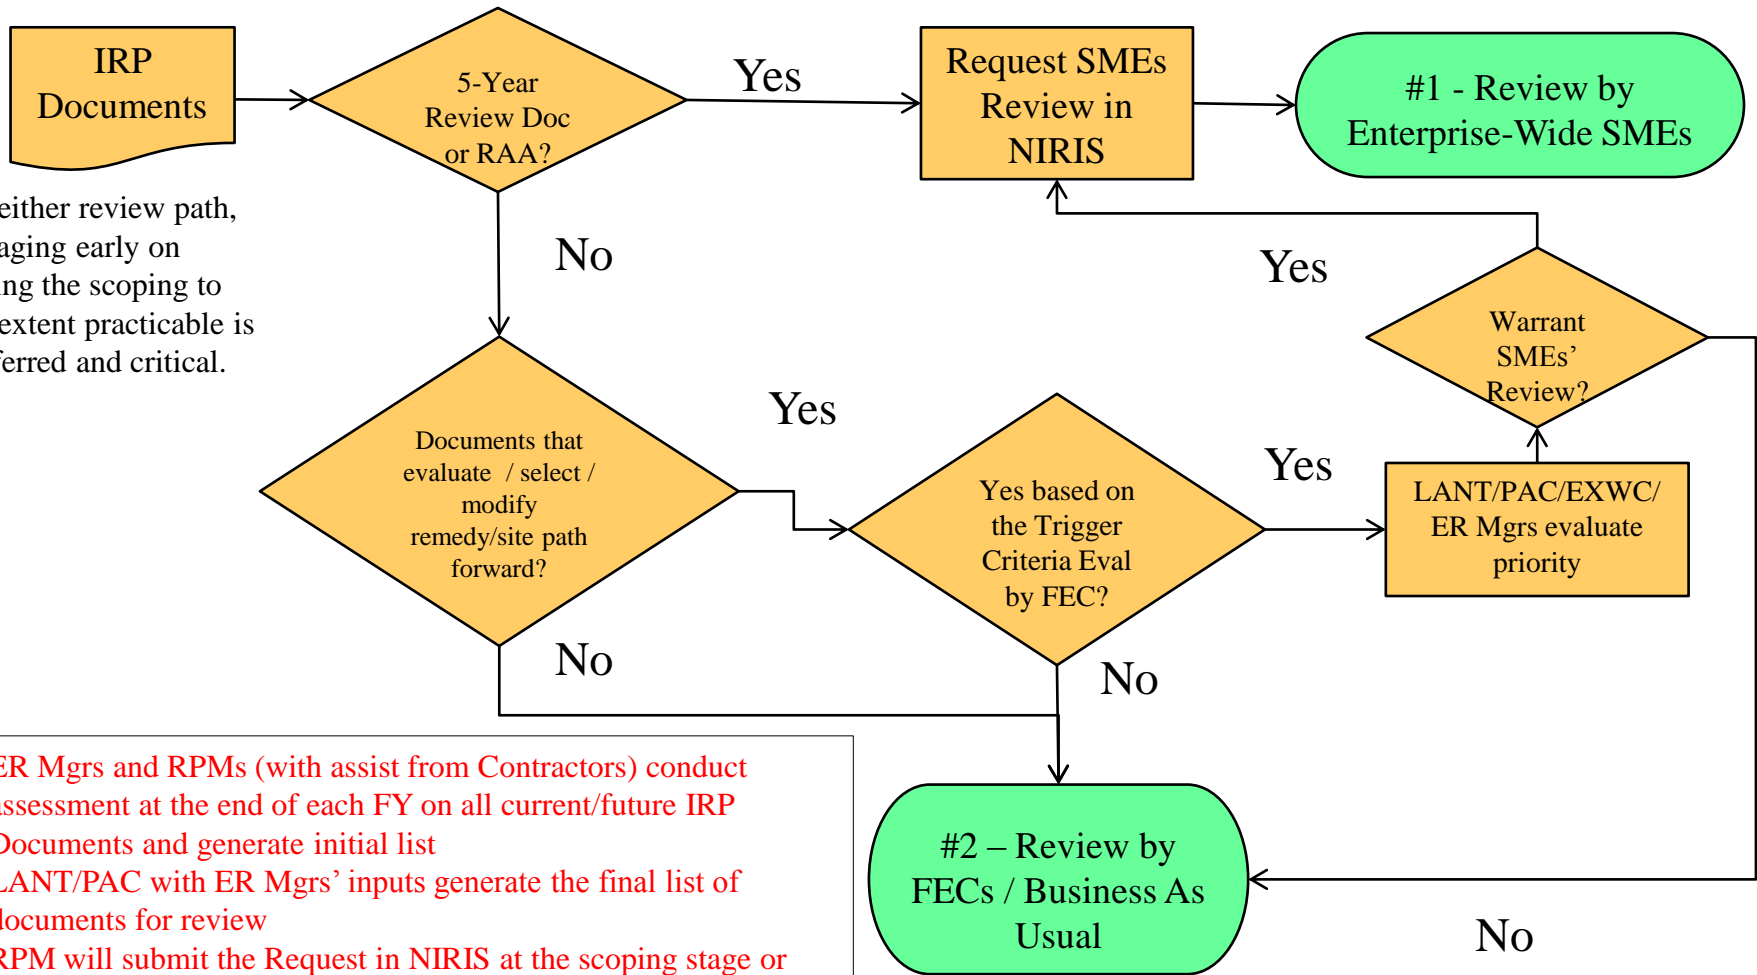 IRP
Documents
5-Year
Review Doc
or RAA?
Yes
Request SMEs
Review in
NIRIS
#1 - Review by
Enterprise-Wide SMEs
either review path,
aging early on
ing the scoping to
extent practicable is
ferred and critical.
No
Yes
Warrant
SMEs’
Review?
Documents that
evaluate / select /
modify
remedy/site path
forward?
Yes
Yes based on
the Trigger
Criteria Eval
by FEC?
Yes
LANT/PAC/EXWC/
ER Mgrs evaluate
priority
No
No
ER Mgrs and RPMs (with assist from Contractors) conduct
assessment at the end of each FY on all current/future IRP
Documents and generate initial list
LANT/PAC with ER Mgrs’ inputs generate the final list of
documents for review
RPM will submit the Request in NIRIS at the scoping stage or
#2 – Review by
FECs / Business As
Usual
No